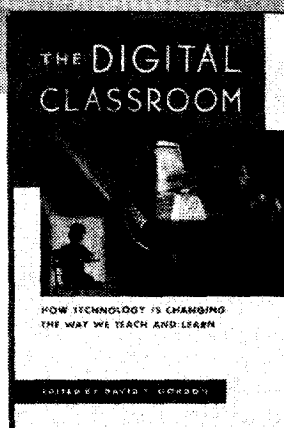 THE DIGITAL
CLASSROOM
HOW TECHNOLOGY IS CHANGING
THE WAY WE TEACH AND LEARN
EDITED BY DAVID T. GORDON